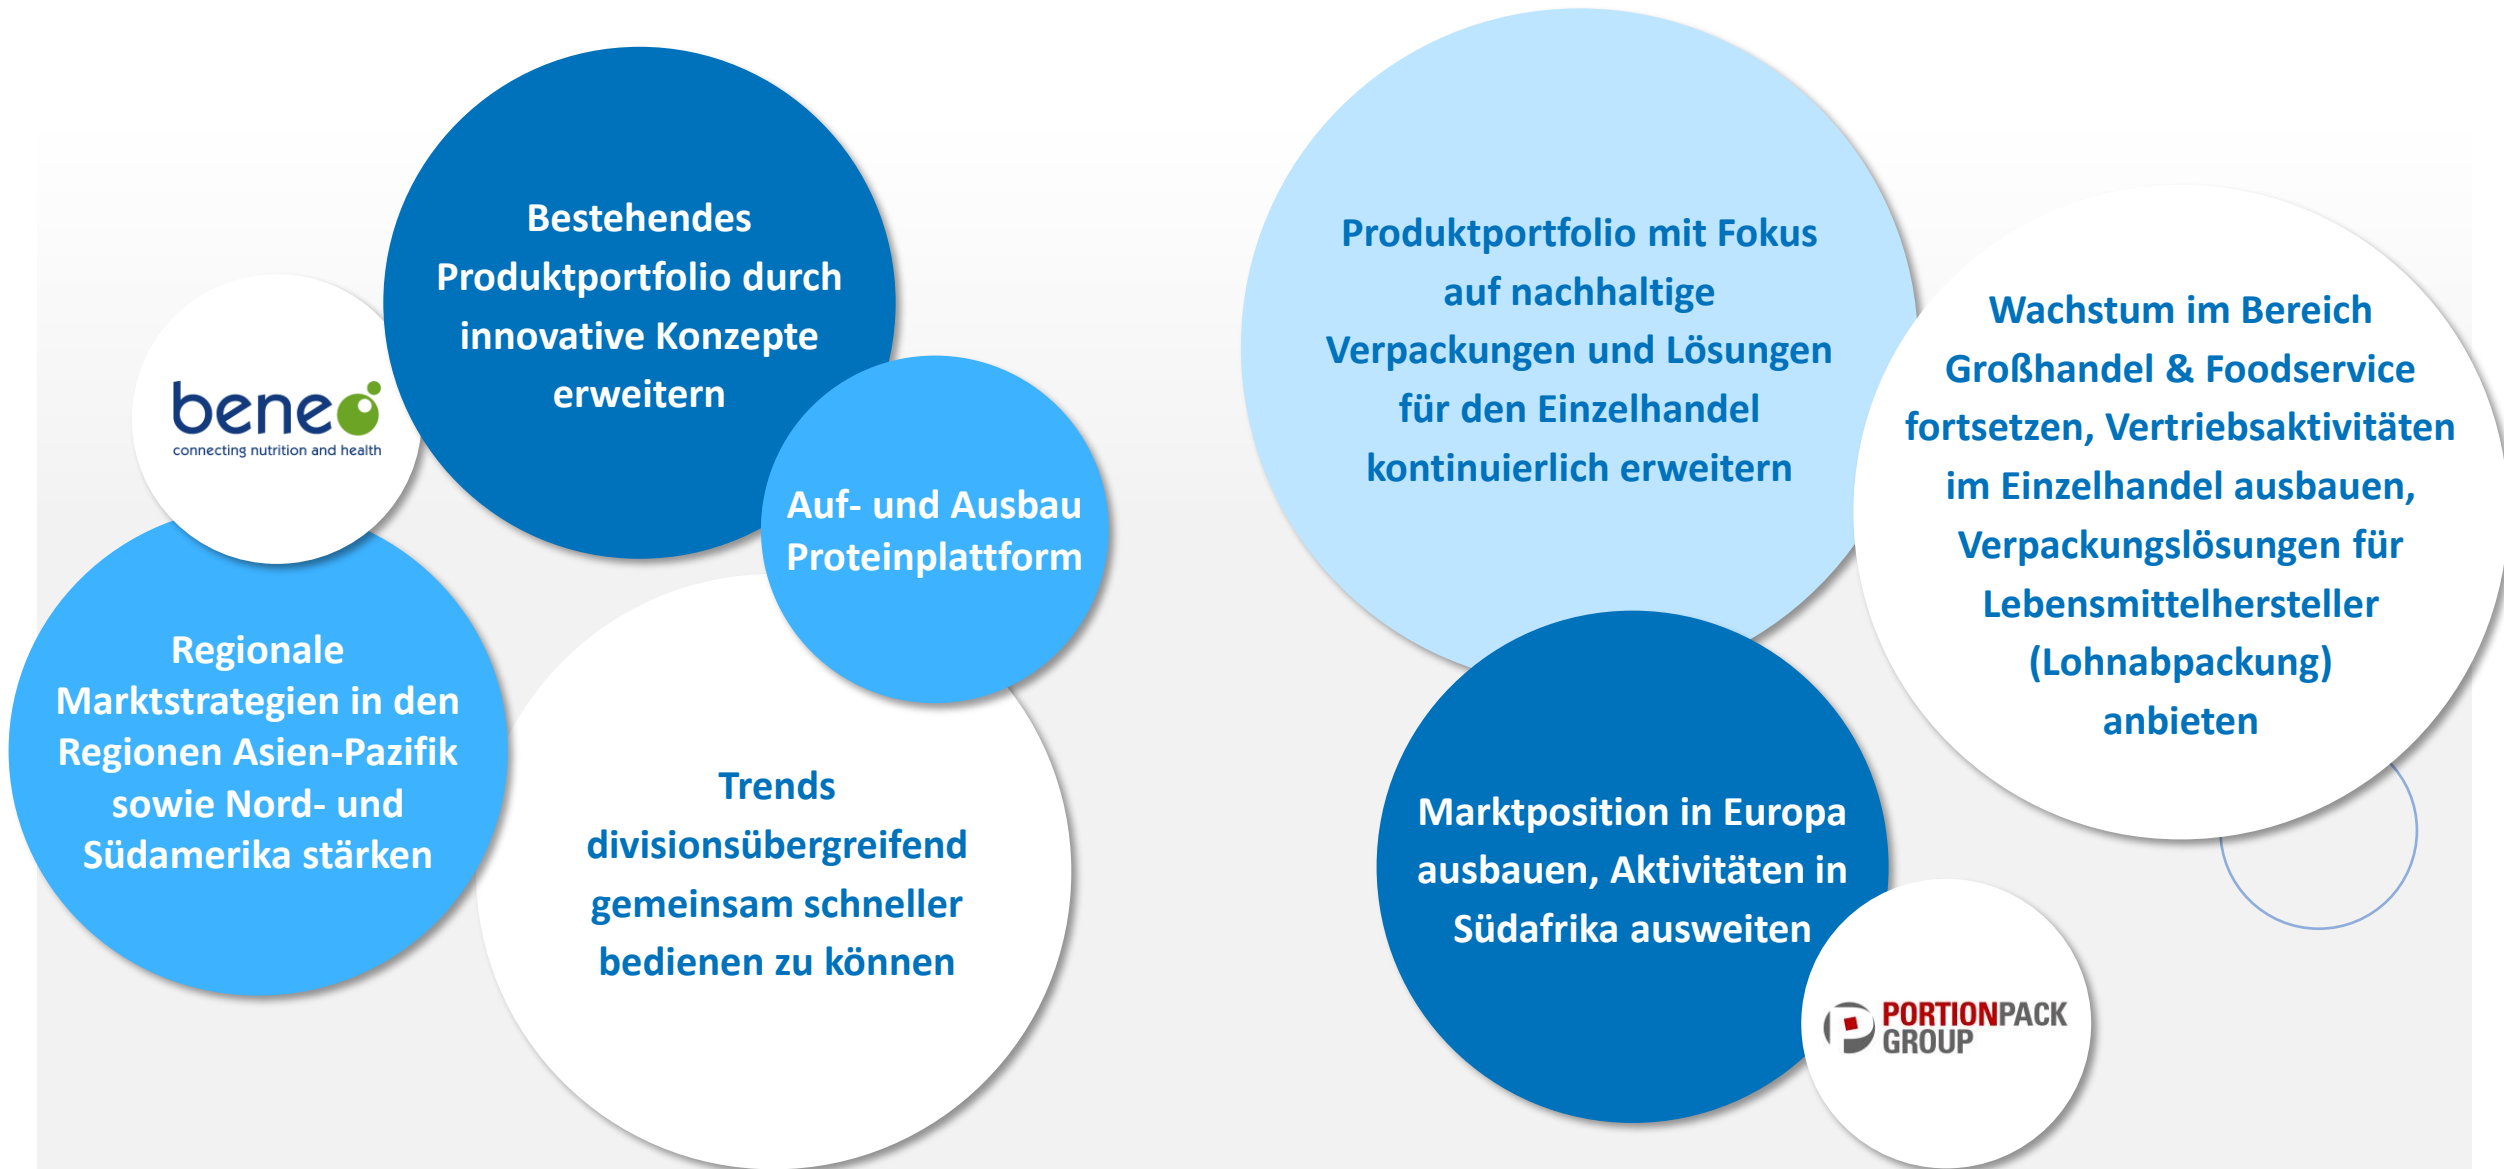 Bestehendes
Produktportfolio durch
innovative Konzepte
erweitern
beneo
connecting nutrition and health
Auf- und Ausbau
Proteinplattform
Regionale
Marktstrategien in den
Regionen Asien-Pazifik
sowie Nord- und
Südamerika stärken
Trends
divisionsübergreifend
gemeinsam schneller
bedienen zu können
Produktportfolio mit Fokus
auf nachhaltige
Verpackungen und Lösungen
für den Einzelhandel
kontinuierlich erweitern
Wachstum im Bereich
Großhandel & Foodservice
fortsetzen, Vertriebsaktivitäten
im Einzelhandel ausbauen,
Verpackungslösungen für
Lebensmittelhersteller
(Lohnabpackung)
anbieten
Marktposition in Europa
ausbauen, Aktivitäten in
Südafrika ausweiten
PORTIONPACK
GROUP